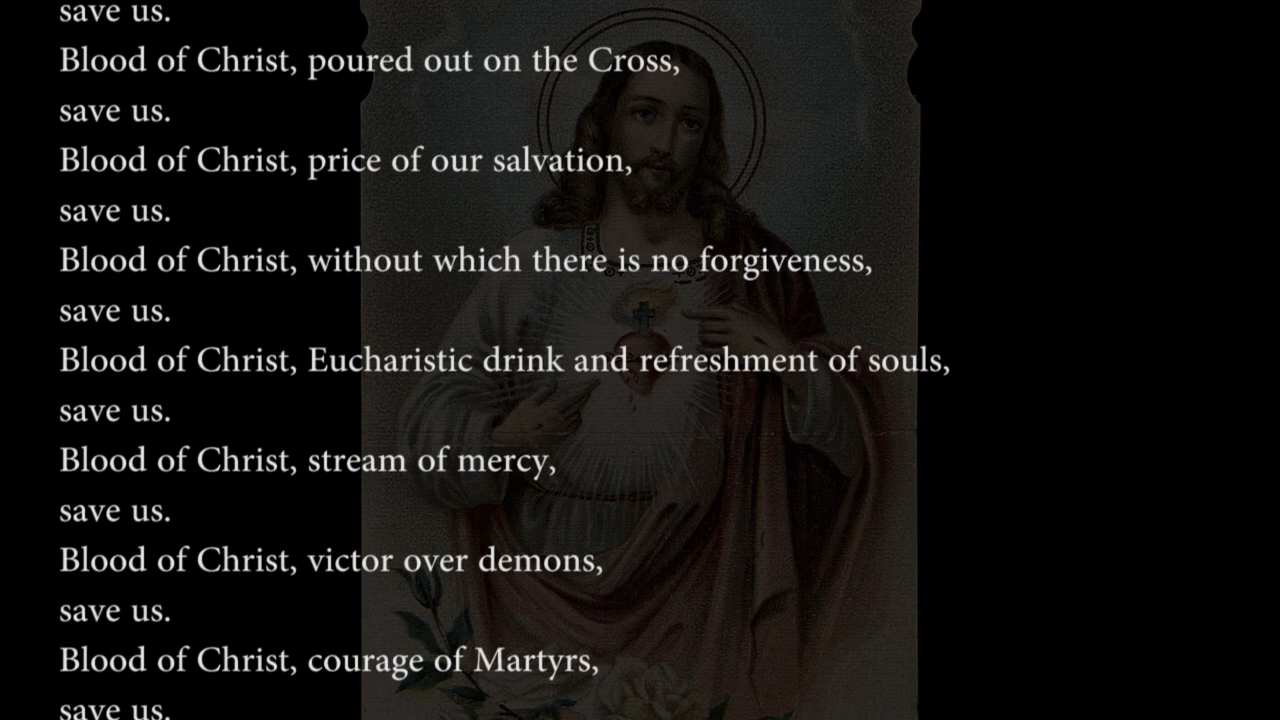 save us.
Blood of Christ, poured out on the Cross,
save us.
Blood of Christ, price of our salvation,
save us.
Blood of Christ, without which there is no forgiveness,
save us.
Blood of Christ, Eucharistic drink and refreshment of souls,
save us.
Blood of Christ, stream of mercy,
save us.
Blood of Christ, victor over demons,
save us.
Blood of Christ, courage of Martyrs,
save us.